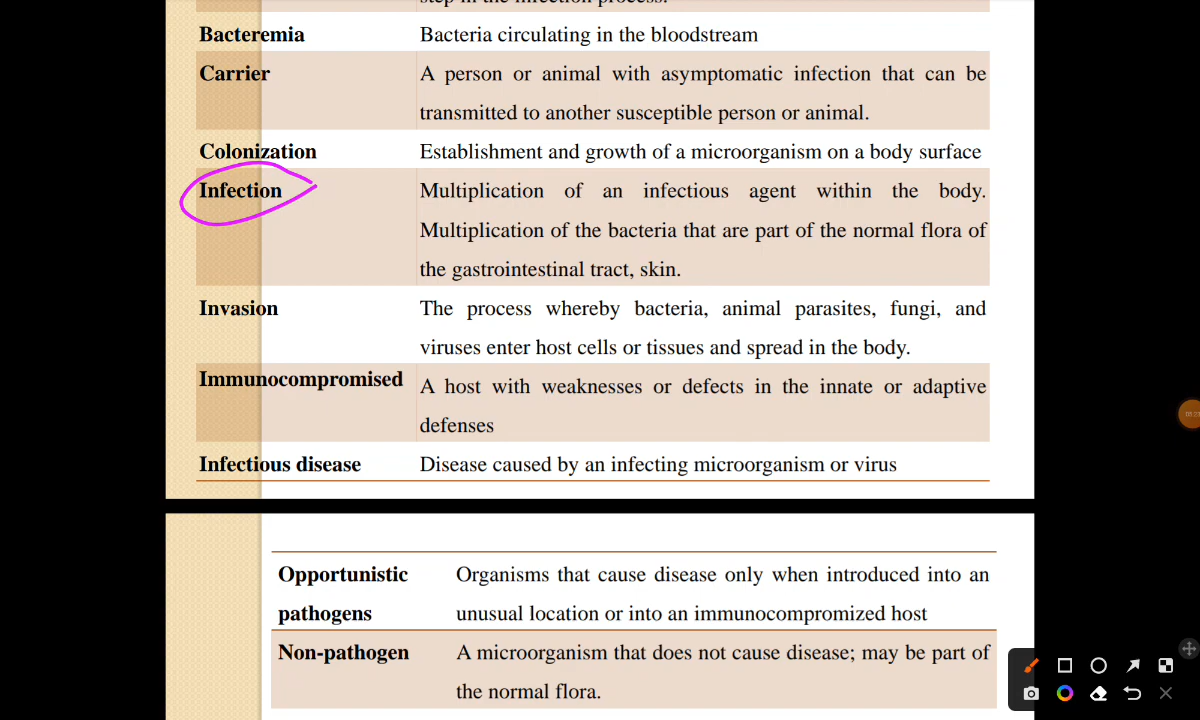 step in the infection process.
Bacteremia Bacteria circulating in the bloodstream
Carrier A person or animal with asymptomatic infection that can be
transmitted to another susceptible person or animal.
Colonization Establishment and growth of a microorganism on a body surface
Infection Multiplication of an infectious agent within the body.
Multiplication of the bacteria that are part of the normal flora of
the gastrointestinal tract, skin.
Invasion The process whereby bacteria, animal parasites, fungi, and
viruses enter host cells or tissues and spread in the body.
Immunocompromised A host with weaknesses or defects in the innate or adaptive
defenses
Infectious disease Disease caused by an infecting microorganism or virus
Opportunistic Organisms that cause disease only when introduced into an
pathogens unusual location or into an immunocompromized host
Non-pathogen A microorganism that does not cause disease; may be part of
the normal flora.